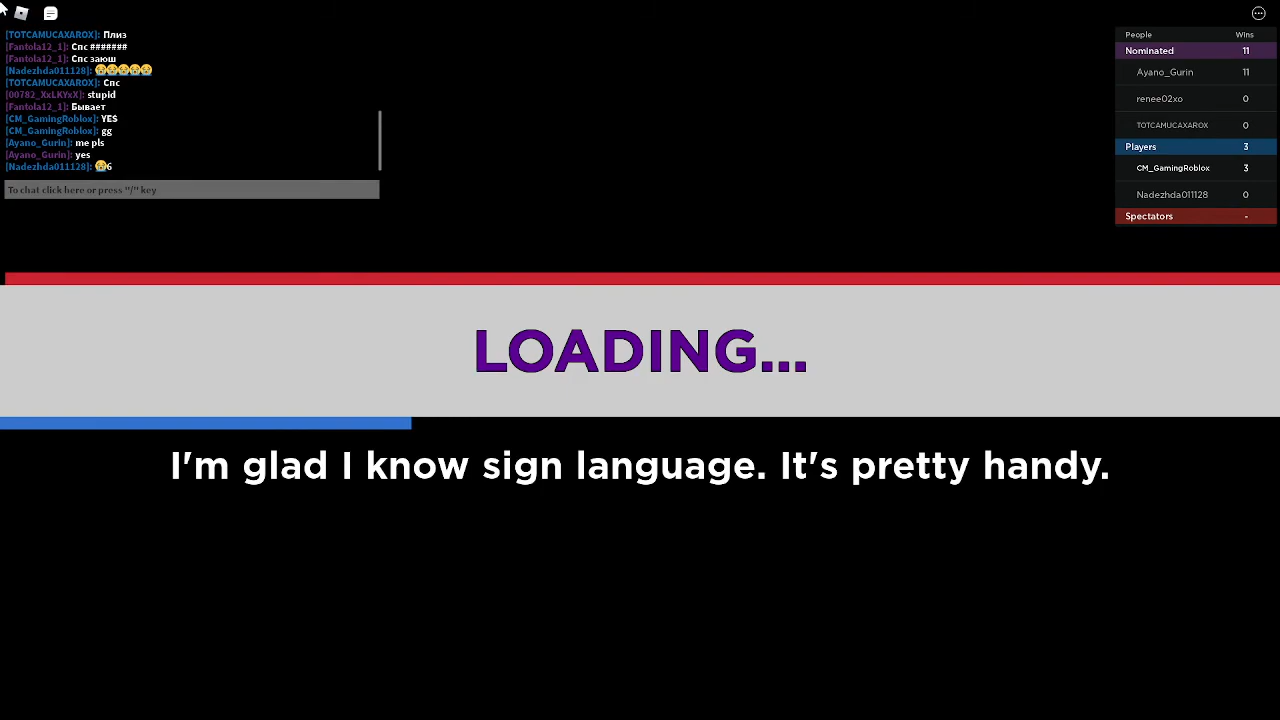 [TOTCAMUCAXAROX]: Плиз
[Fantola12_1]: Спс #######
[Fantola12_1]: Спс заюш
[Nadezhda011128]: 😭😭😭😭😭
[TOTCAMUCAXAROX]: Спс
[00782_XxLKYxX]: stupid
[Fantola12_1]: Бывает
[CM_GamingRoblox]: YES
[CM_GamingRoblox]: gg
[Ayano_Gurin]: me pls
[Ayano_Gurin]: yes
[Nadezhda011128]: 😭6
To chat click here or press "/" key
People Wins
Nominated 11
Ayano_Gurin 11
renee02xo 0
TOTCAMUCAXAROX 0
Players 3
CM_GamingRoblox 3
Nadezhda011128 0
Spectators -
LOADING...
I'm glad I know sign language. It's pretty handy.